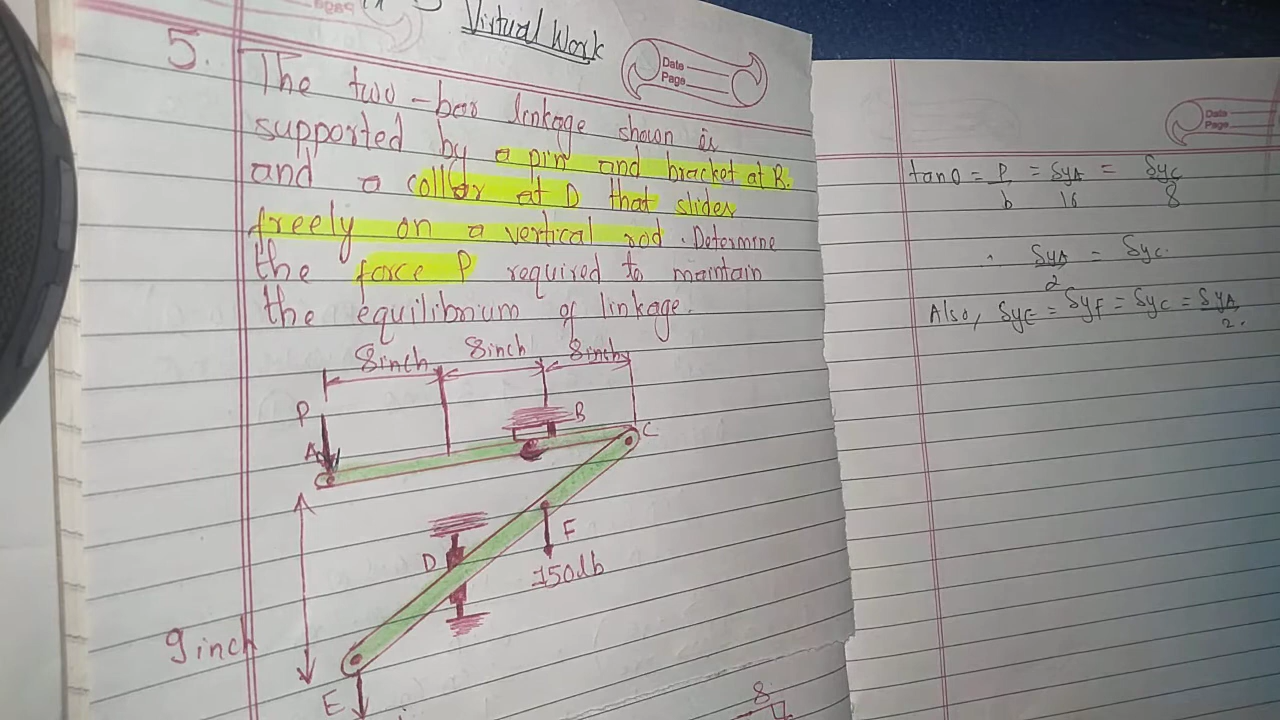 Virtual Work
Date
Page
5. The two-bar linkage shown is
supported by a pin and bracket at B.
and a collar at D that slides
freely on a vertical rod. Determine
the force P required to maintain
the equilibrium of linkage.
8inch 8inch 8inch
P
B
A
C
D
F
150lb
9inch
E
8
Date
Page
tanθ = P/b = δyA/16 = δyC/8
∴ δyA/2 = δyC.
Also, δyE = δyF = δyC = δyA/2.